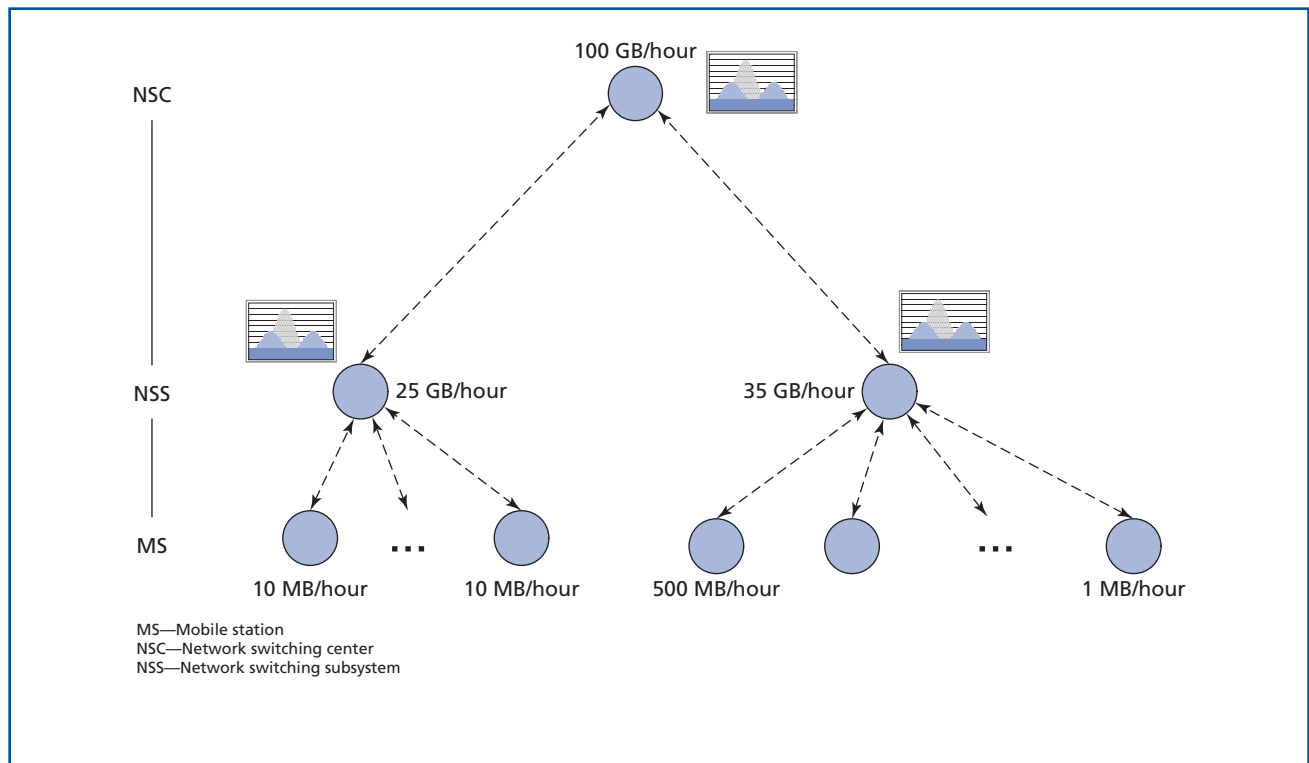 100 GB/hour
NSC
NSS
25 GB/hour
35 GB/hour
MS
...
...
10 MB/hour
10 MB/hour
500 MB/hour
1 MB/hour
MS—Mobile station
NSC—Network switching center
NSS—Network switching subsystem